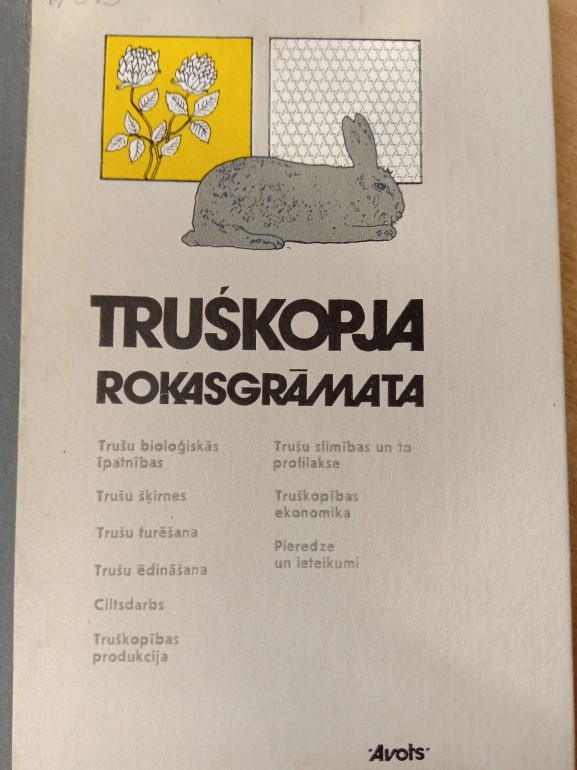 TRUŚKOPJA
ROKASGRĀMATA
Trušu bioloģiskās
īpatnības
Trušu šķirnes
Trušu turēšana
Trušu ēdināšana
Ciltsdarbs
Truškopības
produkcija
Trušu slimības un to
profilakse
Truškopības
ekonomika
Pieredze
un ieteikumi
"Avots"